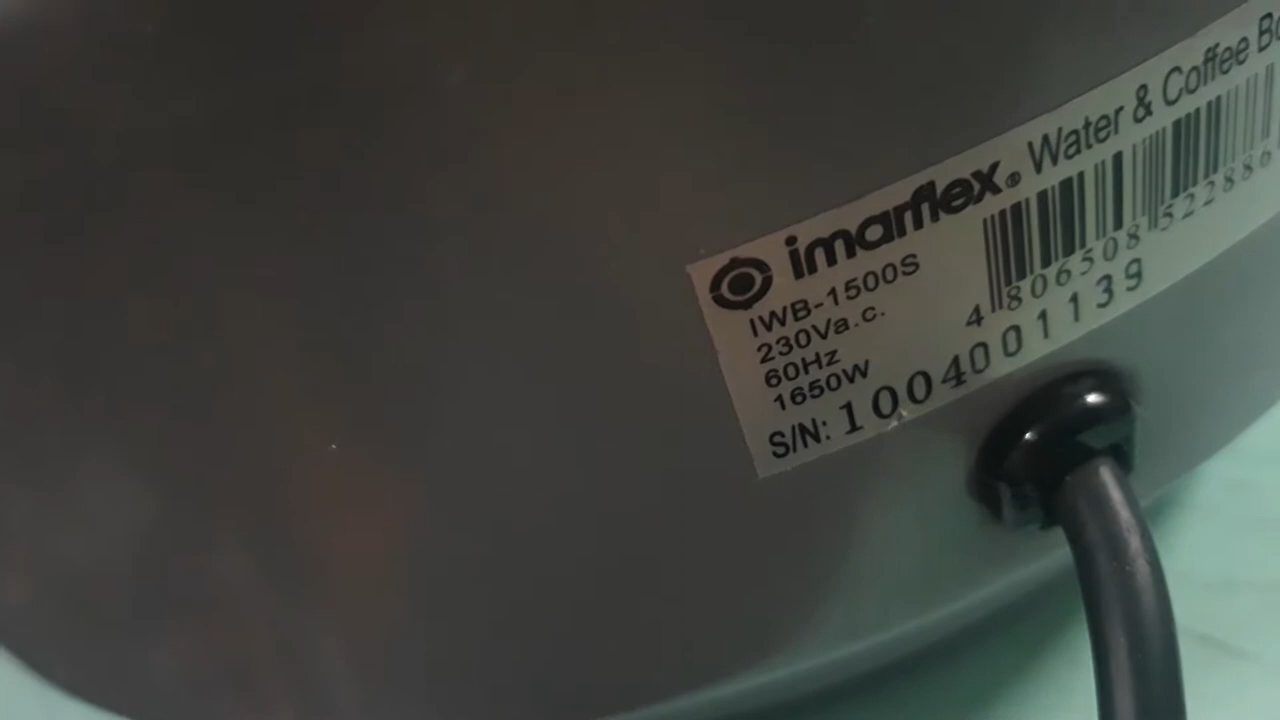 imarflex® Water & Coffee
IWB-1500S
230Va.c.
60Hz
1650W
4 806508 522886
S/N: 1004001139